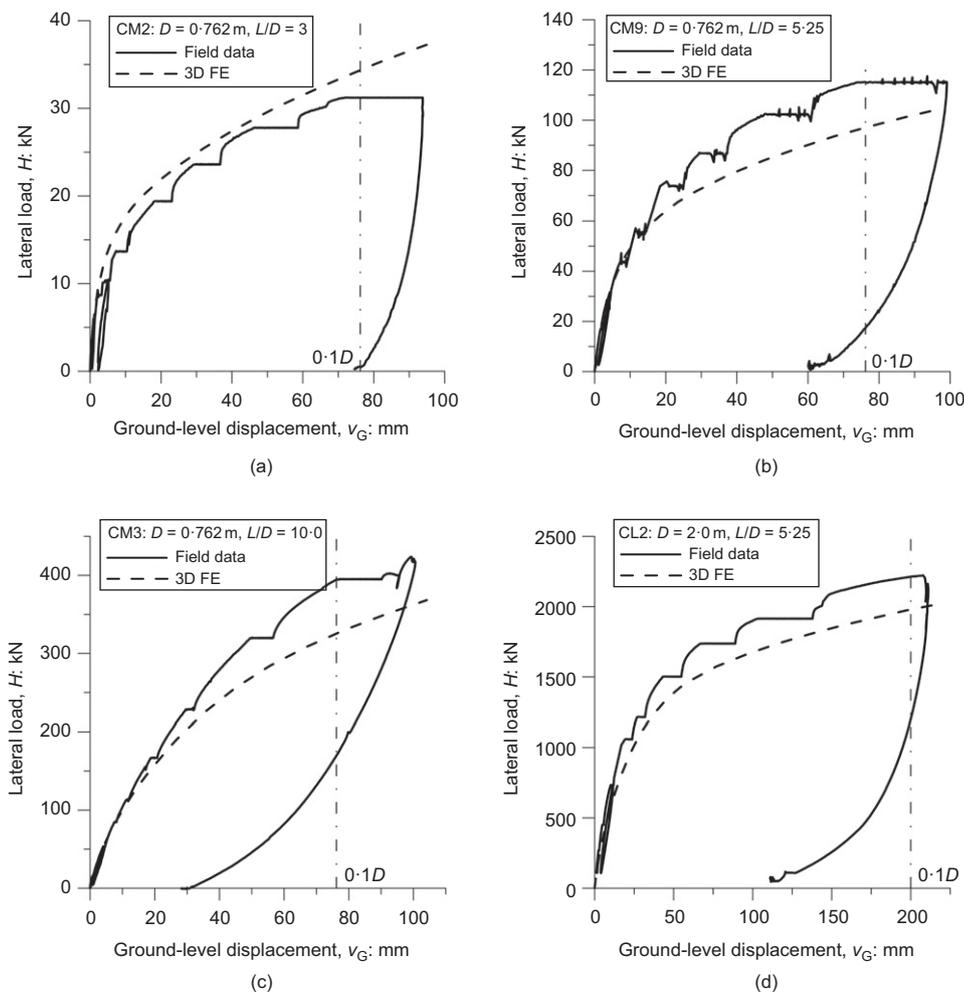 CM2: D = 0·762 m, L/D = 3
Field data
3D FE
40
30
20
10
0
Lateral load, H: kN
0·1D
0 20 40 60 80 100
Ground-level displacement, vG: mm
(a)
CM9: D = 0·762 m, L/D = 5·25
Field data
3D FE
140
120
100
80
60
40
20
0
Lateral load, H: kN
0·1D
0 20 40 60 80 100
Ground-level displacement, vG: mm
(b)
CM3: D = 0·762 m, L/D = 10·0
Field data
3D FE
500
400
300
200
100
0
Lateral load, H: kN
0·1D
0 20 40 60 80 100
Ground-level displacement, vG: mm
(c)
CL2: D = 2·0 m, L/D = 5·25
Field data
3D FE
2500
2000
1500
1000
500
0
Lateral load, H: kN
0·1D
0 50 100 150 200
Ground-level displacement, vG: mm
(d)